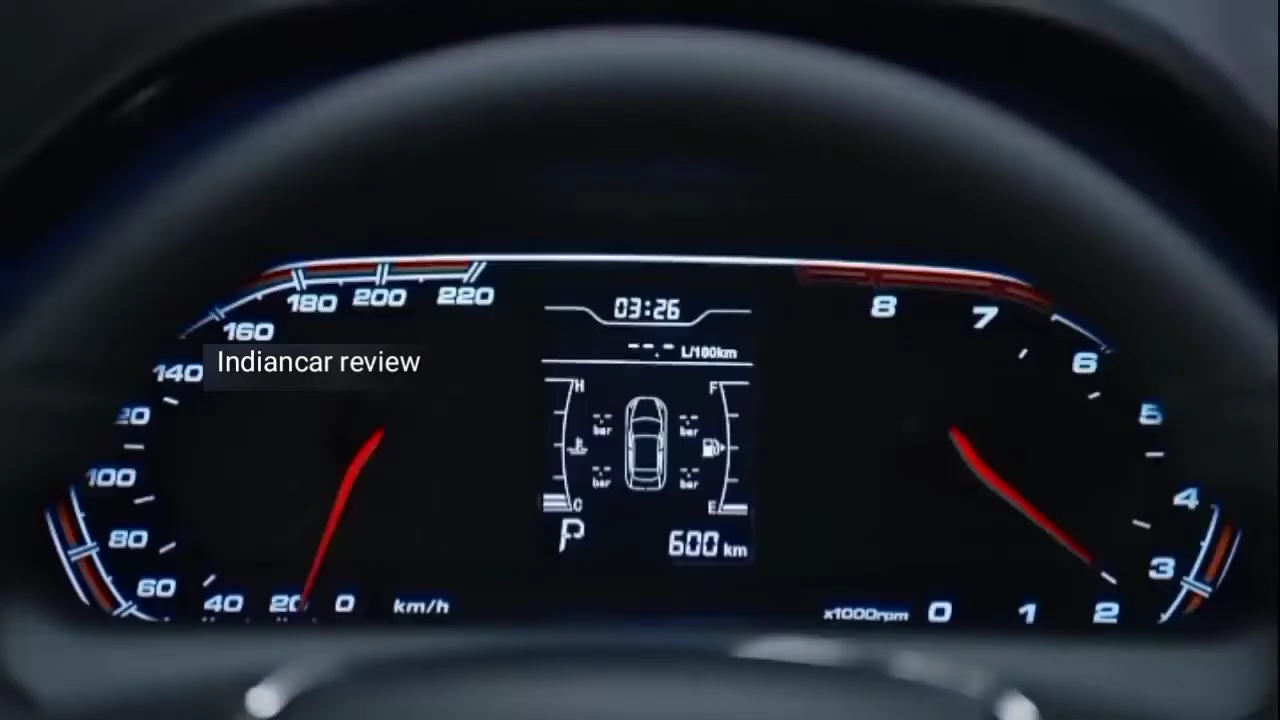 180 200 220
160
140
20
100
80
60
40 20 0 km/h
Indiancar review
03:26
--.- L/100km
H F
--.- bar --.- bar
--.- bar --.- bar
C E
P
600 km
8 7
6
5
4
3
x1000rpm 0 1 2